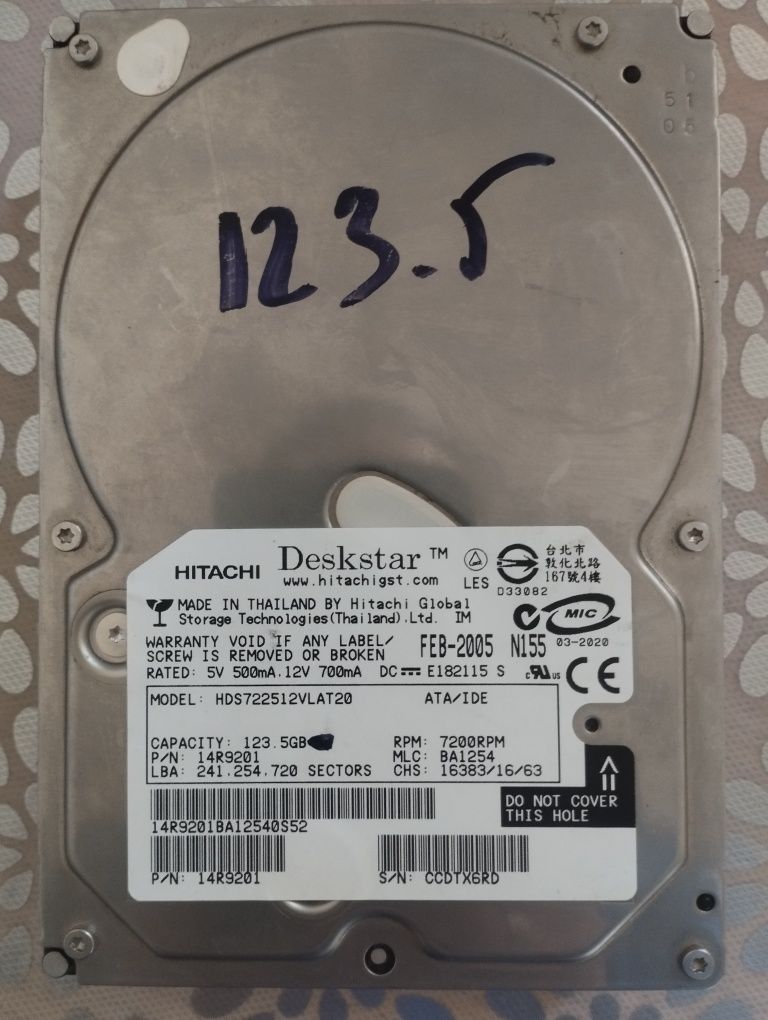 51
05
123.5
HITACHI Deskstar™
www.hitachigst.com
LES
D33082
台北市
敦化北路
167號4樓
MADE IN THAILAND BY Hitachi Global
Storage Technologies(Thailand).Ltd. IM
MIC
WARRANTY VOID IF ANY LABEL/
SCREW IS REMOVED OR BROKEN
FEB-2005 N155 03-2020
RATED: 5V 500mA.12V 700mA DC E182115 S
c us CE
MODEL: HDS722512VLAT20 ATA/IDE
CAPACITY: 123.5GB RPM: 7200RPM
P/N: 14R9201 MLC: BA1254
LBA: 241.254.720 SECTORS CHS: 16383/16/63
DO NOT COVER
THIS HOLE
14R9201BA12540S52
P/N: 14R9201 S/N: CCDTX6RD